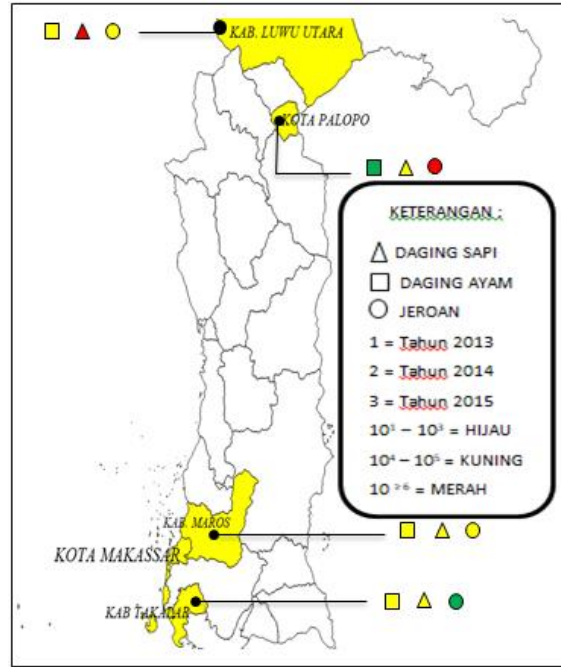 KAB. LUWU UTARA
KOTA PALOPO
KETERANGAN :
DAGING SAPI
DAGING AYAM
JEROAN
1 = Tahun 2013
2 = Tahun 2014
3 = Tahun 2015
10¹ – 10³ = HIJAU
10⁴ – 10⁵ = KUNING
10 ≥⁶ = MERAH
KAB. MAROS
KOTA MAKASSAR
KAB TAKALAR